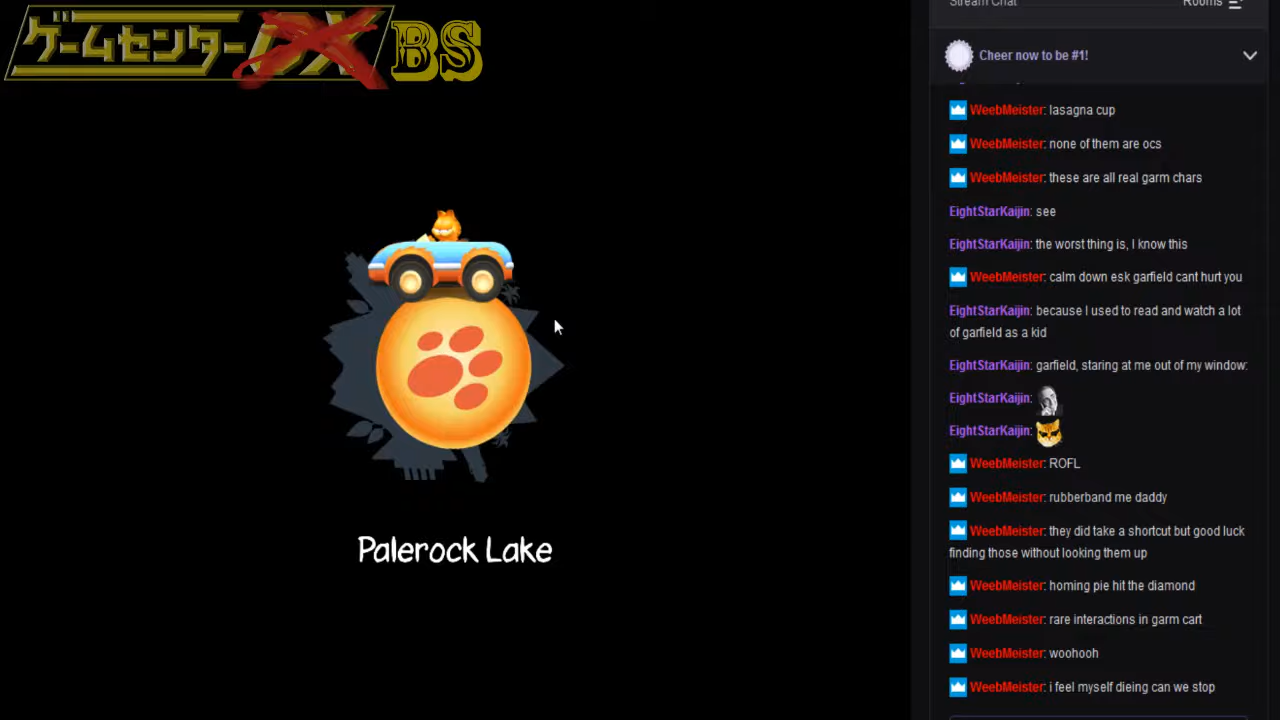 ゲームセンターDX BS
Stream Chat
Rooms
Cheer now to be #1!
WeebMeister: lasagna cup
WeebMeister: none of them are ocs
WeebMeister: these are all real garm chars
EightStarKaijin: see
EightStarKaijin: the worst thing is, I know this
WeebMeister: calm down esk garfield cant hurt you
EightStarKaijin: because I used to read and watch a lot
of garfield as a kid
EightStarKaijin: garfield, staring at me out of my window:
EightStarKaijin:
EightStarKaijin:
WeebMeister: ROFL
WeebMeister: rubberband me daddy
WeebMeister: they did take a shortcut but good luck
finding those without looking them up
WeebMeister: homing pie hit the diamond
WeebMeister: rare interactions in garm cart
WeebMeister: woohooh
WeebMeister: i feel myself dieing can we stop
Palerock Lake